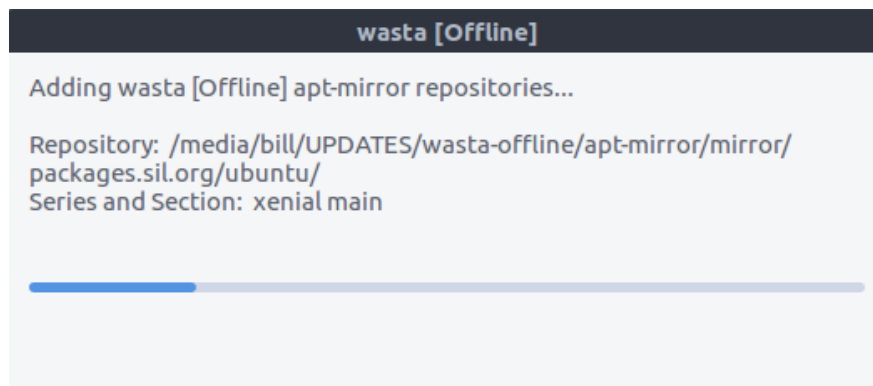 wasta [Offline]
Adding wasta [Offline] apt-mirror repositories...
Repository:  /media/bill/UPDATES/wasta-offline/apt-mirror/mirror/
packages.sil.org/ubuntu/
Series and Section:  xenial main